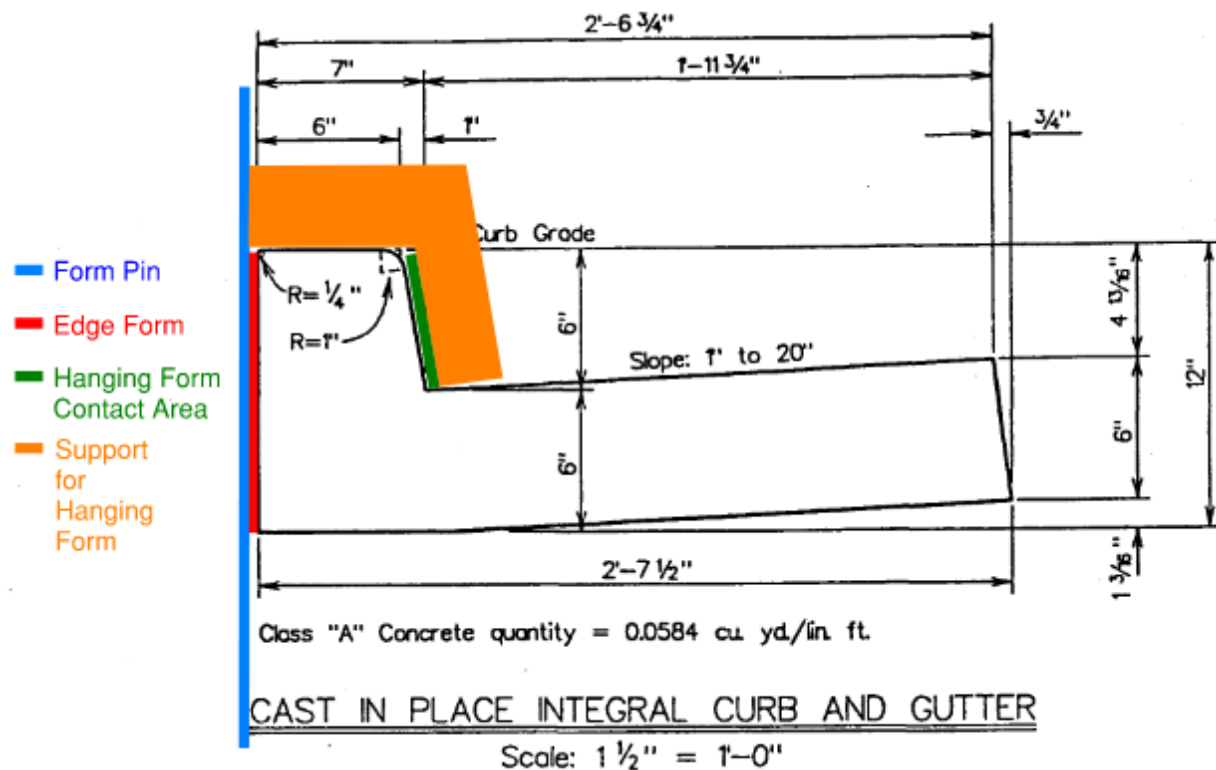 2'-6 3/4"
7"
1'-11 3/4"
6"
1"
3/4"
Curb Grade
Form Pin
R=1/4"
Edge Form
R=1"
6"
4 13/16"
Slope: 1" to 20"
12"
Hanging Form
Contact Area
Support
for
Hanging
Form
6"
6"
2'-7 1/2"
1 3/16"
Class "A" Concrete quantity = 0.0584 cu. yd./lin. ft.
CAST IN PLACE INTEGRAL CURB AND GUTTER
Scale: 1 1/2" = 1'-0"